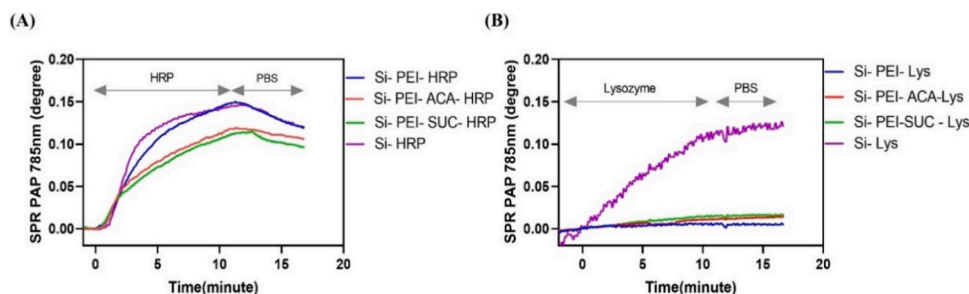 (A)
SPR PAP 785nm (degree)
0.20
0.15
0.10
0.05
0.00
HRP
PBS
0
5
10
15
20
Time(minute)
Si- PEI- HRP
Si- PEI- ACA- HRP
Si- PEI- SUC- HRP
Si- HRP
(B)
SPR PAP 785nm (degree)
0.20
0.15
0.10
0.05
0.00
Lysozyme
PBS
0
5
10
15
20
Time(minute)
Si- PEI- Lys
Si- PEI- ACA-Lys
Si- PEI-SUC - Lys
Si- Lys